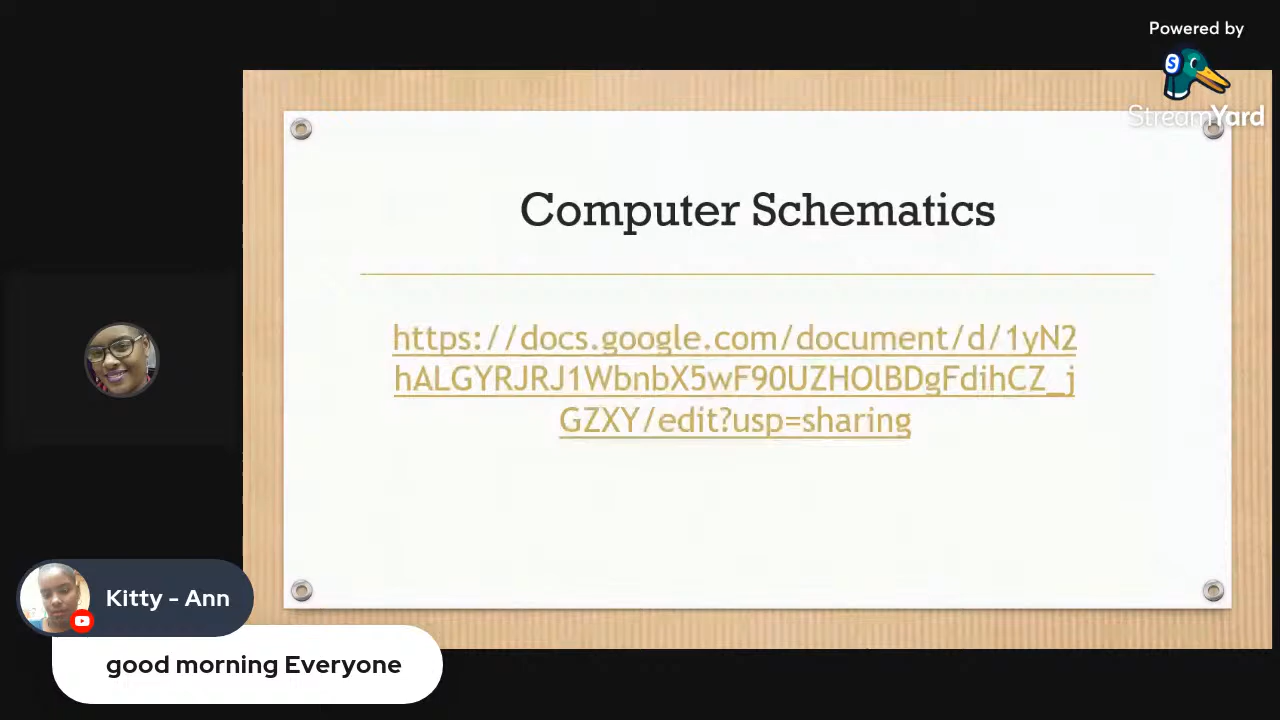 Powered by
StreamYard
Computer Schematics
https://docs.google.com/document/d/1yN2
hALGYRJRJ1WbnbX5wF90UZHOlBDgFdihCZ_j
GZXY/edit?usp=sharing
Kitty - Ann
good morning Everyone